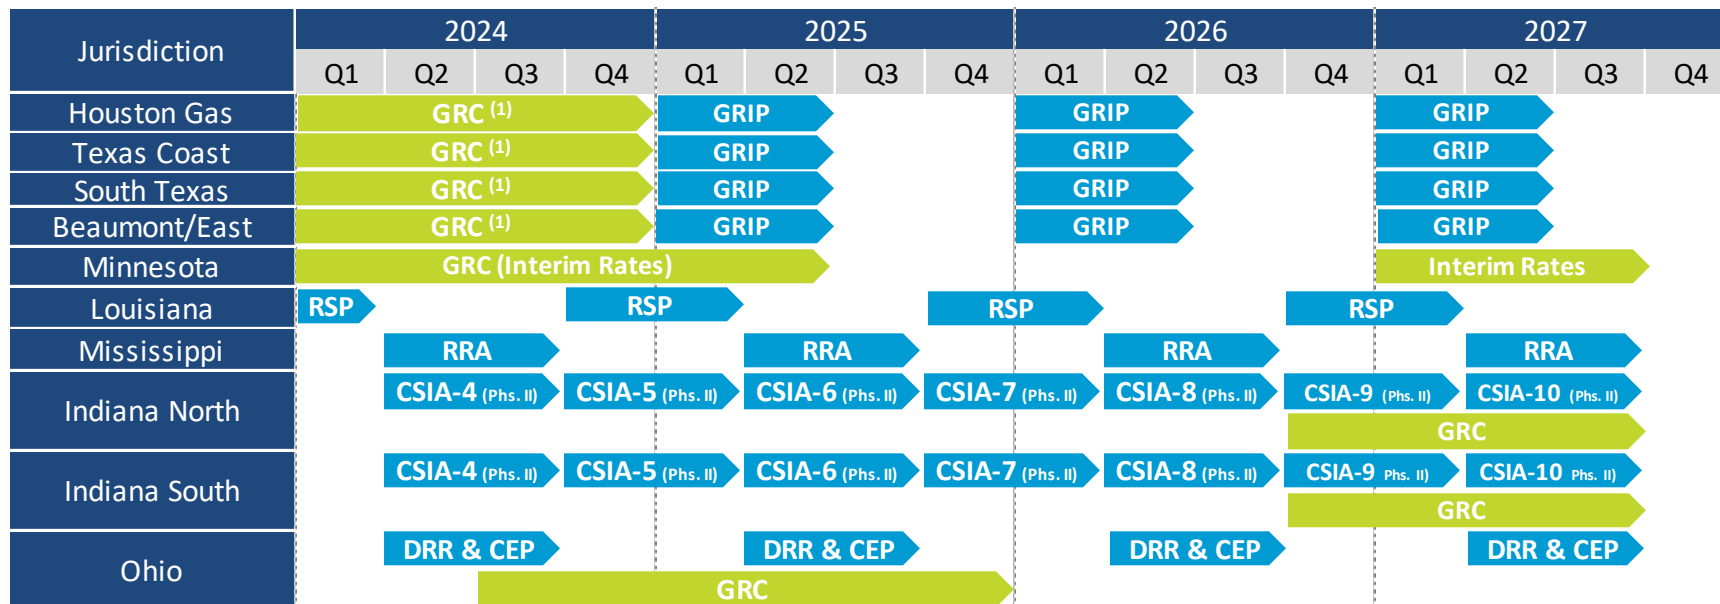 Jurisdiction 2024 2025 2026 2027
Q1 Q2 Q3 Q4 Q1 Q2 Q3 Q4 Q1 Q2 Q3 Q4 Q1 Q2 Q3 Q4
Houston Gas GRC (1) GRIP GRIP GRIP
Texas Coast GRC (1) GRIP GRIP GRIP
South Texas GRC (1) GRIP GRIP GRIP
Beaumont/East GRC (1) GRIP GRIP GRIP
Minnesota GRC (Interim Rates) Interim Rates
Louisiana RSP RSP RSP RSP
Mississippi RRA RRA RRA RRA
Indiana North CSIA-4 (Phs. II) CSIA-5 (Phs. II) CSIA-6 (Phs. II) CSIA-7 (Phs. II) CSIA-8 (Phs. II) CSIA-9 (Phs. II) CSIA-10 (Phs. II)
GRC
Indiana South CSIA-4 (Phs. II) CSIA-5 (Phs. II) CSIA-6 (Phs. II) CSIA-7 (Phs. II) CSIA-8 (Phs. II) CSIA-9 Phs. II) CSIA-10 Phs. II)
GRC
Ohio DRR & CEP DRR & CEP DRR & CEP DRR & CEP
GRC